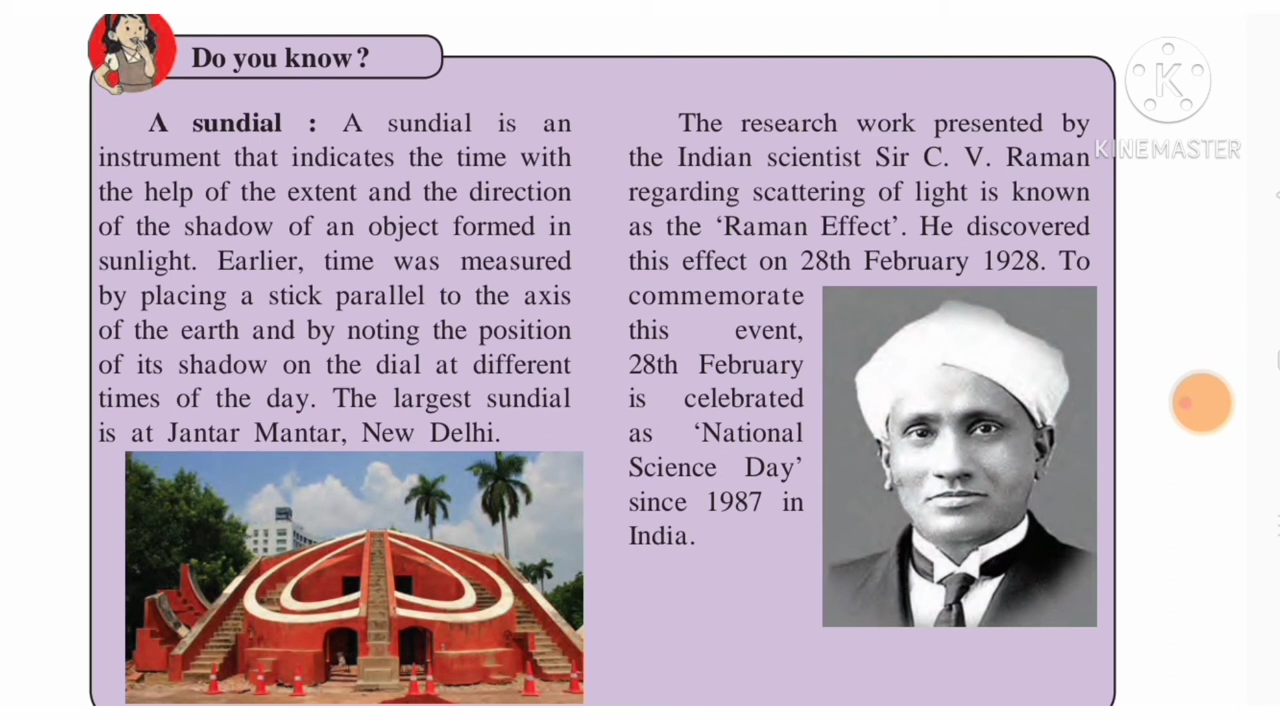 Do you know?
A sundial : A sundial is an
instrument that indicates the time with
the help of the extent and the direction
of the shadow of an object formed in
sunlight. Earlier, time was measured
by placing a stick parallel to the axis
of the earth and by noting the position
of its shadow on the dial at different
times of the day. The largest sundial
is at Jantar Mantar, New Delhi.
The research work presented by
the Indian scientist Sir C. V. Raman
regarding scattering of light is known
as the ‘Raman Effect’. He discovered
this effect on 28th February 1928. To
commemorate
this event,
28th February
is celebrated
as ‘National
Science Day’
since 1987 in
India.
K
KINEMASTER